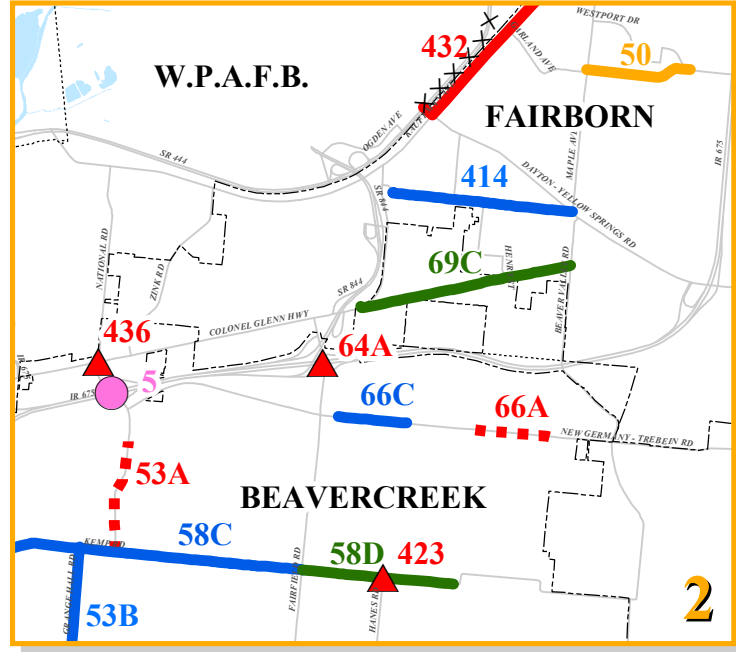 WESTPORT DR
432
GARLAND AVE
50
W.P.A.F.B.
FAIRBORN
OGDEN AVE
MAPLE AVE
IR 675
SR 444
414
DAYTON - YELLOW SPRINGS RD
SR 844
NATIONAL RD
ZINK RD
HENRIETT
69C
BEAVER VALLEY RD
SR 844
COLONEL GLENN HWY
436
64A
5
IR 675
66C
66A
NEW GERMANY - TREBEIN RD
53A
BEAVERCREEK
58C
58D
423
FAIRFIELD RD
GRANGE HALL RD
53B
HANES RD
2